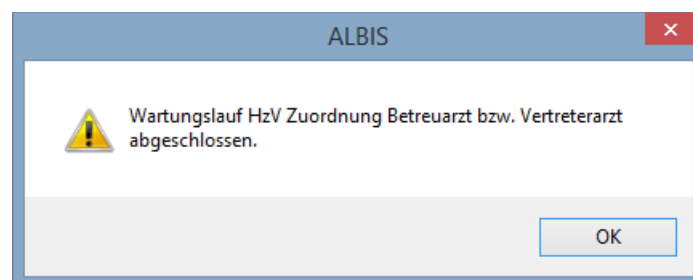 ALBIS
Wartungslauf HzV Zuordnung Betreuarzt bzw. Vertreterarzt
abgeschlossen.
OK